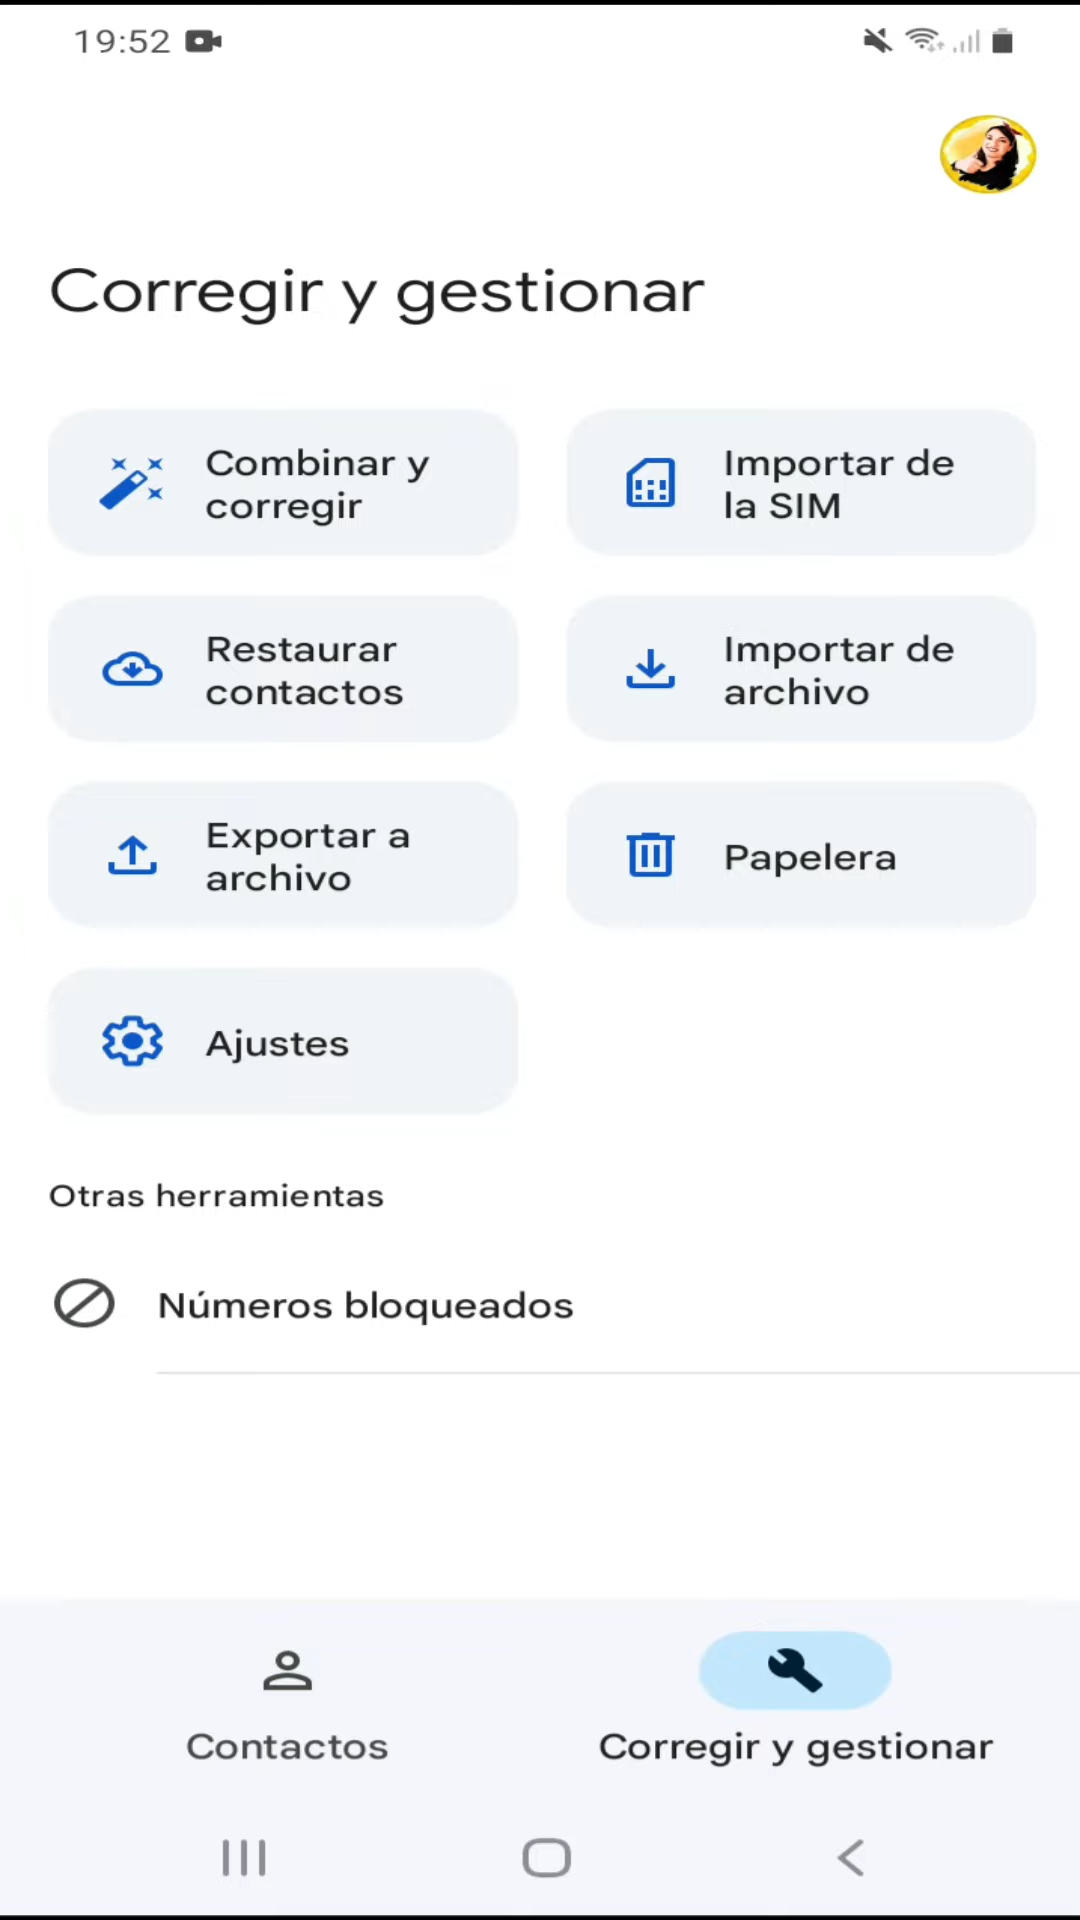 19:52
Corregir y gestionar
Combinar y
corregir
Importar de
la SIM
Restaurar
contactos
Importar de
archivo
Exportar a
archivo
Papelera
Ajustes
Otras herramientas
Números bloqueados
Contactos
Corregir y gestionar